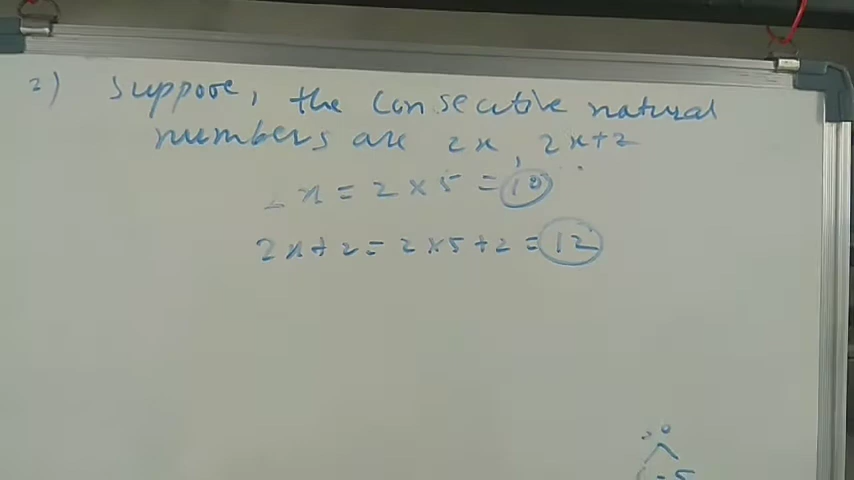 2) Suppose, the consecutive natural
numbers are 2x, 2x+2
2x = 2×5 = 10
2x+2 = 2×5+2 = 12
-5